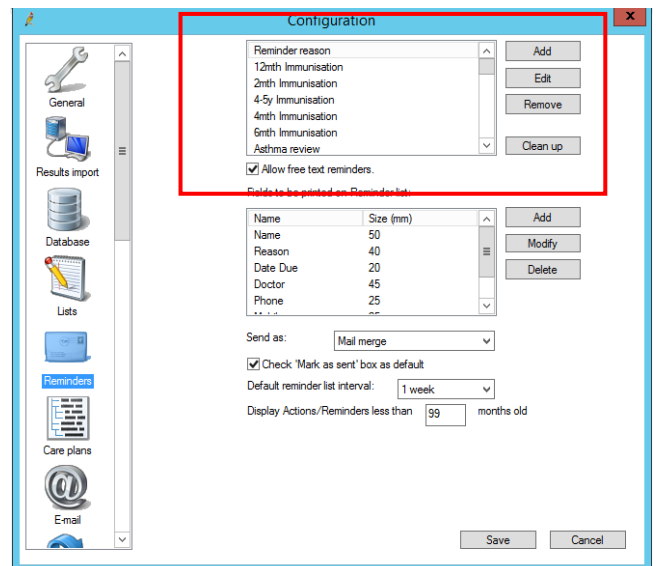 Configuration
x
General
Results import
Database
Lists
Reminders
Care plans
E-mail
Reminder reason
12mth Immunisation
2mth Immunisation
4-5y Immunisation
4mth Immunisation
6mth Immunisation
Asthma review
Add
Edit
Remove
Clean up
Allow free text reminders.
Fields to be printed on Reminder list:
Name Size (mm)
Name 50
Reason 40
Date Due 20
Doctor 45
Phone 25
Add
Modify
Delete
Send as: Mail merge
Check 'Mark as sent' box as default
Default reminder list interval: 1 week
Display Actions/Reminders less than 99 months old
Save Cancel